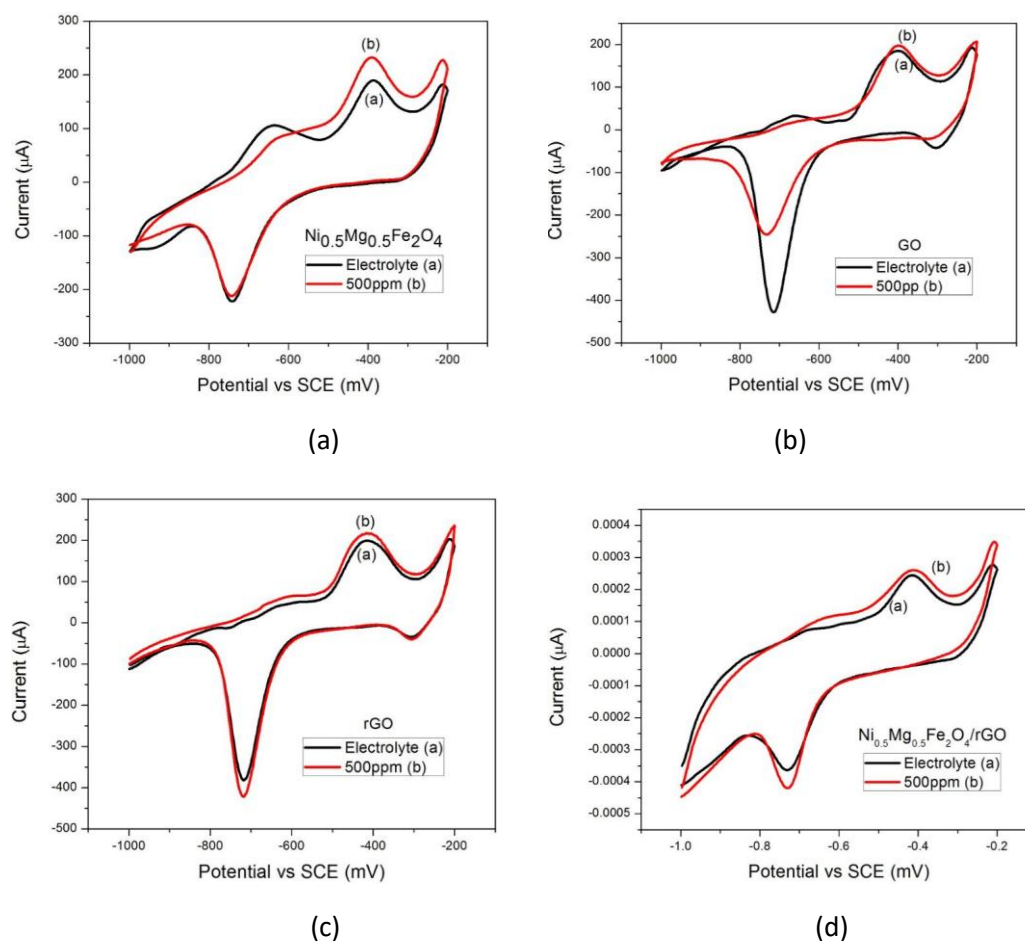 300
200
100
0
-100
-200
-300
Current (μA)
(b)
(a)
Ni0.5Mg0.5Fe2O4
Electrolyte (a)
500ppm (b)
-1000 -800 -600 -400 -200
Potential vs SCE (mV)
(a)
200
100
0
-100
-200
-300
-400
-500
Current (μA)
(b)
(a)
GO
Electrolyte (a)
500pp (b)
-1000 -800 -600 -400 -200
Potential vs SCE (mV)
(b)
300
200
100
0
-100
-200
-300
-400
-500
Current (μA)
(b)
(a)
rGO
Electrolyte (a)
500ppm (b)
-1000 -800 -600 -400 -200
Potential vs SCE (mV)
(c)
0.0004
0.0003
0.0002
0.0001
0.0000
-0.0001
-0.0002
-0.0003
-0.0004
-0.0005
Current (μA)
(b)
(a)
Ni0.5Mg0.5Fe2O4/rGO
Electrolyte (a)
500ppm (b)
-1.0 -0.8 -0.6 -0.4 -0.2
Potential vs SCE (mV)
(d)